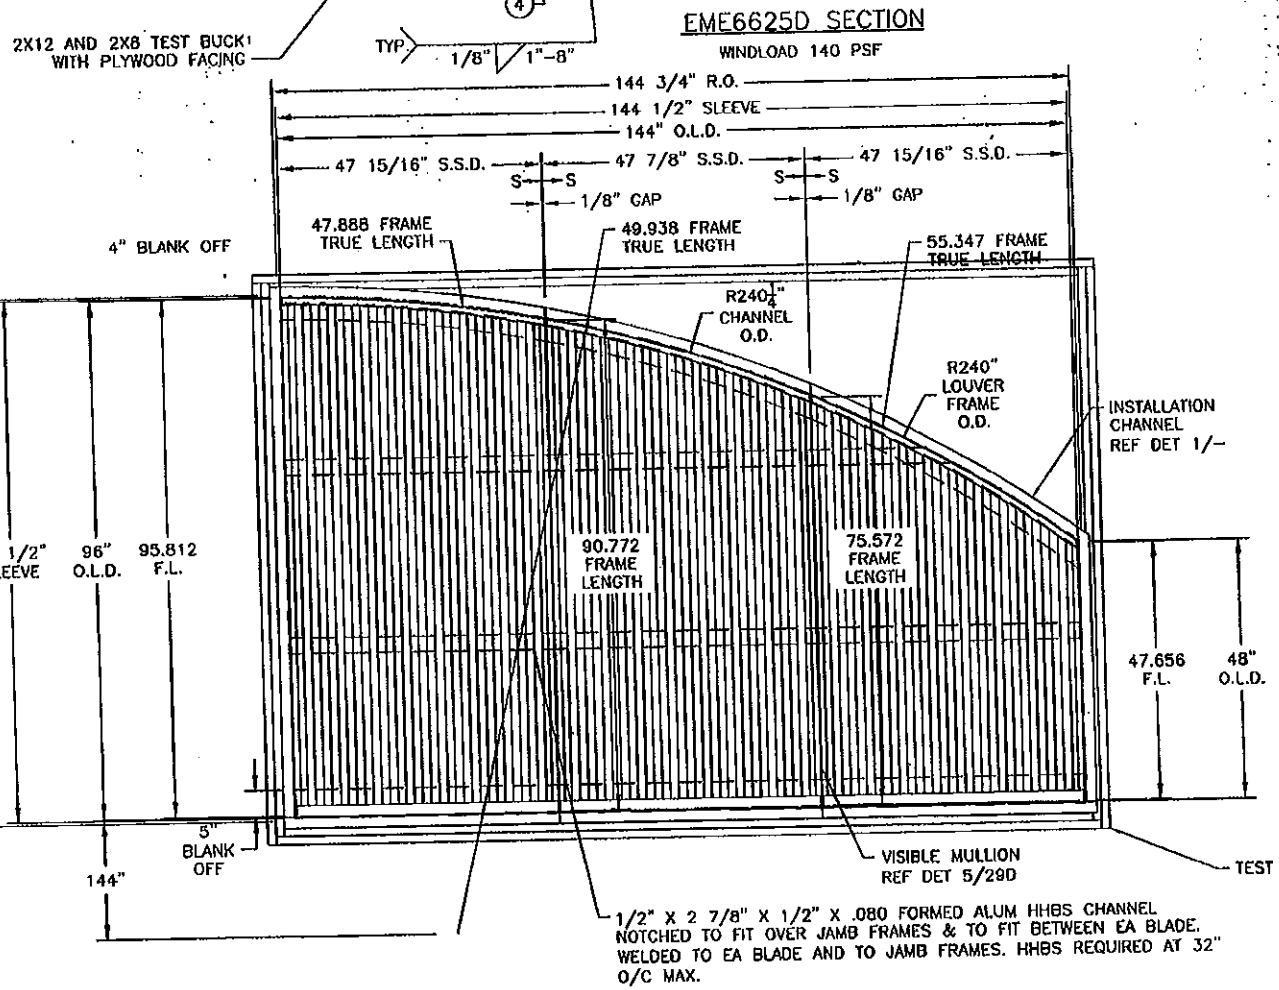 4
EME6625D SECTION
WINDLOAD 140 PSF
2X12 AND 2X8 TEST BUCK
WITH PLYWOOD FACING
TYP.
1/8" 1"-8"
144 3/4" R.O.
144 1/2" SLEEVE
144" O.L.D.
47 15/16" S.S.D.
47 7/8" S.S.D.
47 15/16" S.S.D.
S S
S S
1/8" GAP
1/8" GAP
47.888 FRAME
TRUE LENGTH
49.938 FRAME
TRUE LENGTH
55.347 FRAME
TRUE LENGTH
4" BLANK OFF
R240 1/4"
CHANNEL
O.D.
R240"
LOUVER
FRAME
O.D.
INSTALLATION
CHANNEL
REF DET 1/-
1/2"
LEEVE
96"
O.L.D.
95.812
F.L.
90.772
FRAME
LENGTH
75.572
FRAME
LENGTH
47.656
F.L.
48"
O.L.D.
5"
BLANK
OFF
144"
VISIBLE MULLION
REF DET 5/29D
TEST
1/2" X 2 7/8" X 1/2" X .080 FORMED ALUM HHBS CHANNEL
NOTCHED TO FIT OVER JAMB FRAMES & TO FIT BETWEEN EA BLADE.
WELDED TO EA BLADE AND TO JAMB FRAMES. HHBS REQUIRED AT 32"
O/C MAX.